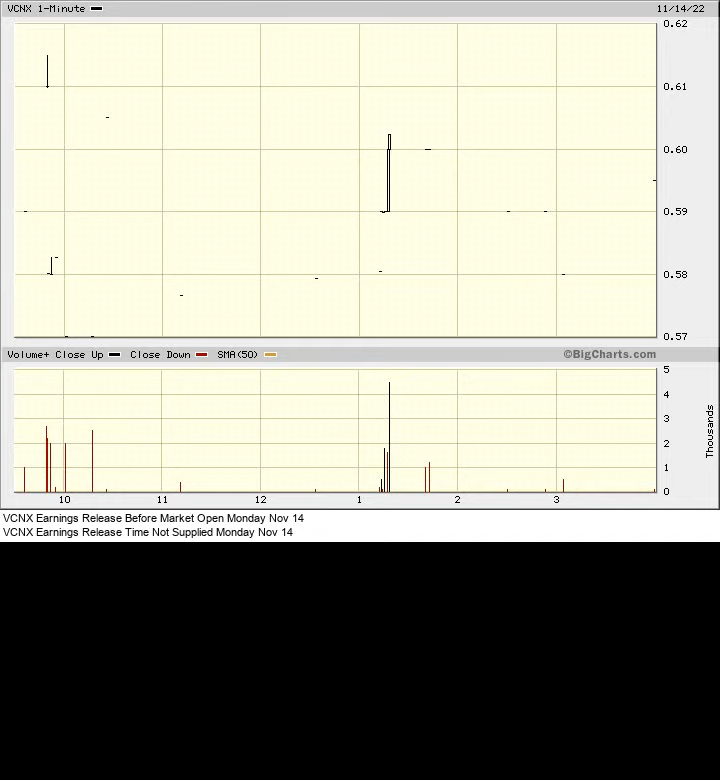 VCNX 1-Minute 11/14/22
0.62
0.61
0.60
0.59
0.58
0.57
Volume+ Close Up Close Down SMA(50) ©BigCharts.com
5
4
3
2
1
0
Thousands
10 11 12 1 2 3
VCNX Earnings Release Before Market Open Monday Nov 14
VCNX Earnings Release Time Not Supplied Monday Nov 14